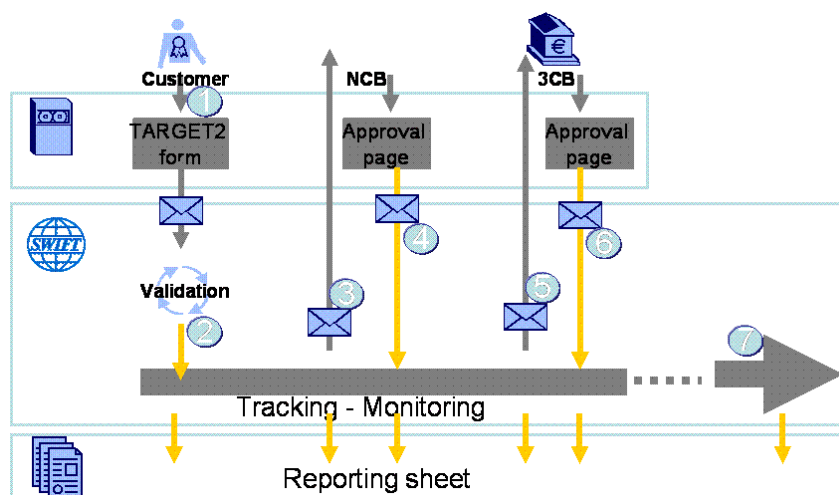 Customer
NCB
3CB
1
TARGET2
form
Approval
page
Approval
page
4
6
SWIFT
Validation
3
5
2
7
Tracking - Monitoring
Reporting sheet